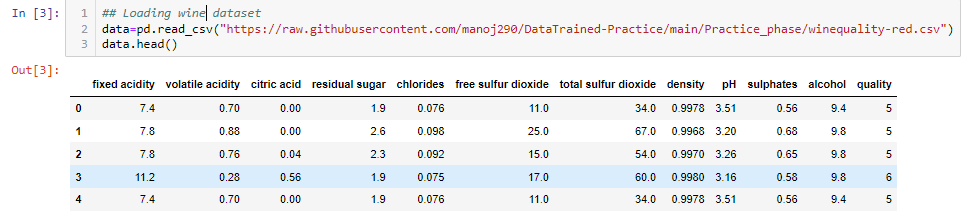 In [3]: 1 ## Loading wine dataset
2 data=pd.read_csv("https://raw.githubusercontent.com/manoj290/DataTrained-Practice/main/Practice_phase/winequality-red.csv")
3 data.head()
Out[3]:
fixed acidity volatile acidity citric acid residual sugar chlorides free sulfur dioxide total sulfur dioxide density pH sulphates alcohol quality
0 7.4 0.70 0.00 1.9 0.076 11.0 34.0 0.9978 3.51 0.56 9.4 5
1 7.8 0.88 0.00 2.6 0.098 25.0 67.0 0.9968 3.20 0.68 9.8 5
2 7.8 0.76 0.04 2.3 0.092 15.0 54.0 0.9970 3.26 0.65 9.8 5
3 11.2 0.28 0.56 1.9 0.075 17.0 60.0 0.9980 3.16 0.58 9.8 6
4 7.4 0.70 0.00 1.9 0.076 11.0 34.0 0.9978 3.51 0.56 9.4 5